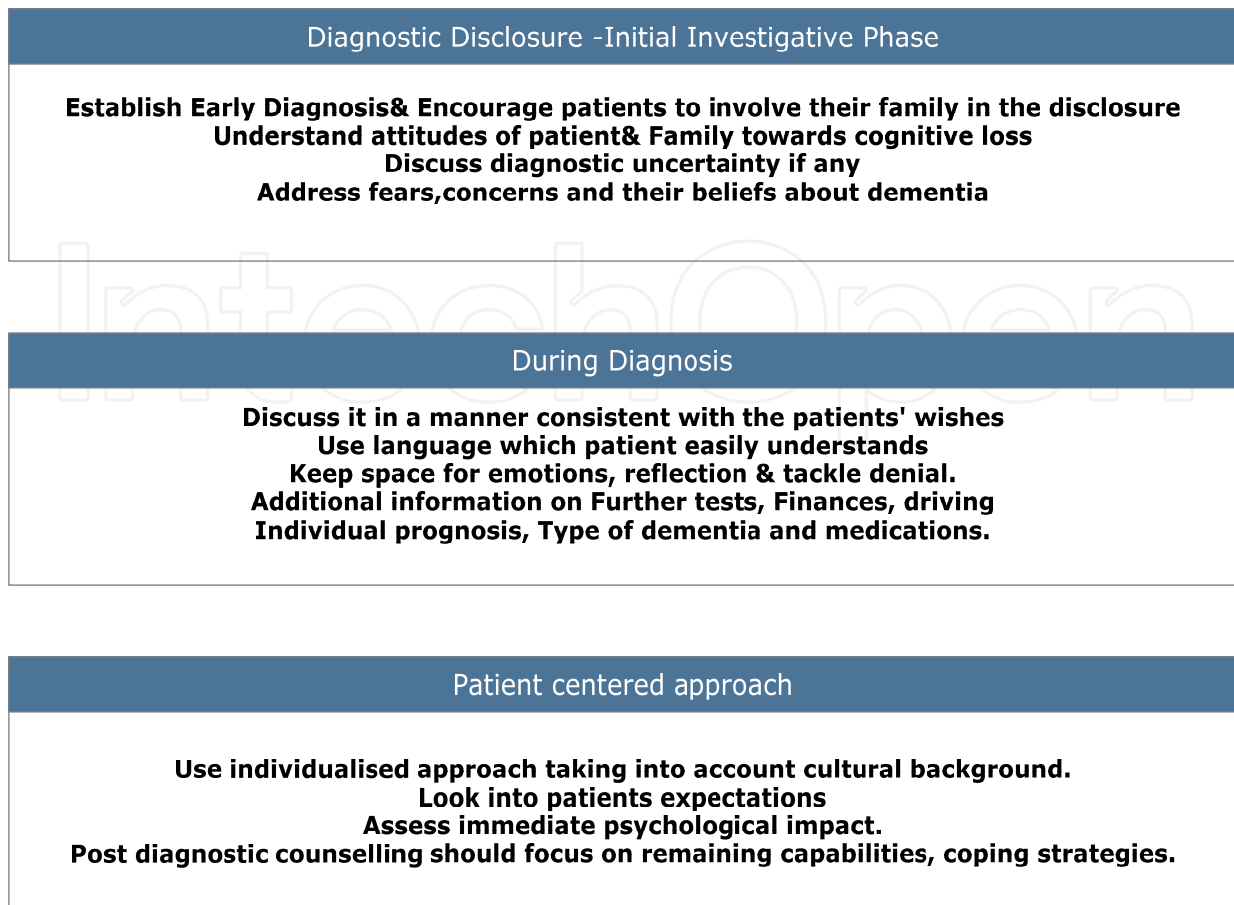 Diagnostic Disclosure -Initial Investigative Phase
Establish Early Diagnosis& Encourage patients to involve their family in the disclosure
Understand attitudes of patient& Family towards cognitive loss
Discuss diagnostic uncertainty if any
Address fears,concerns and their beliefs about dementia
IntechOpen
During Diagnosis
Discuss it in a manner consistent with the patients' wishes
Use language which patient easily understands
Keep space for emotions, reflection & tackle denial.
Additional information on Further tests, Finances, driving
Individual prognosis, Type of dementia and medications.
Patient centered approach
Use individualised approach taking into account cultural background.
Look into patients expectations
Assess immediate psychological impact.
Post diagnostic counselling should focus on remaining capabilities, coping strategies.